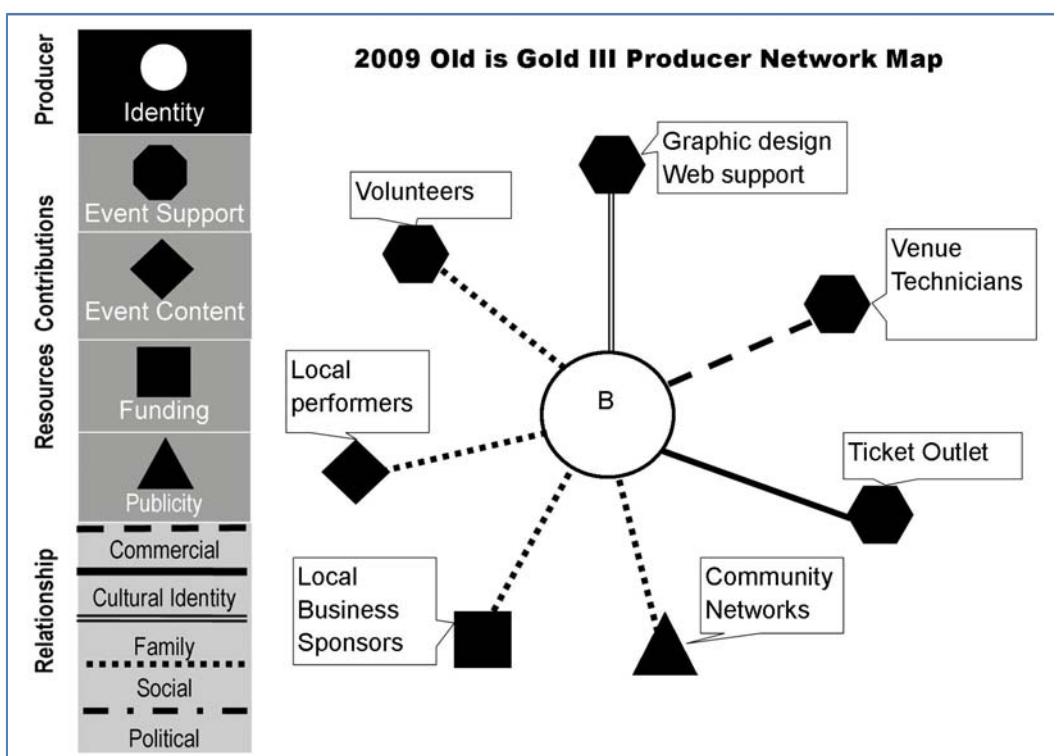 2009 Old is Gold III Producer Network Map
Producer
Identity
Resources Contributions
Event Support
Event Content
Funding
Publicity
Relationship
Commercial
Cultural Identity
Family
Social
Political
Graphic design
Web support
Volunteers
Venue
Technicians
Local
performers
B
Ticket Outlet
Local
Business
Sponsors
Community
Networks